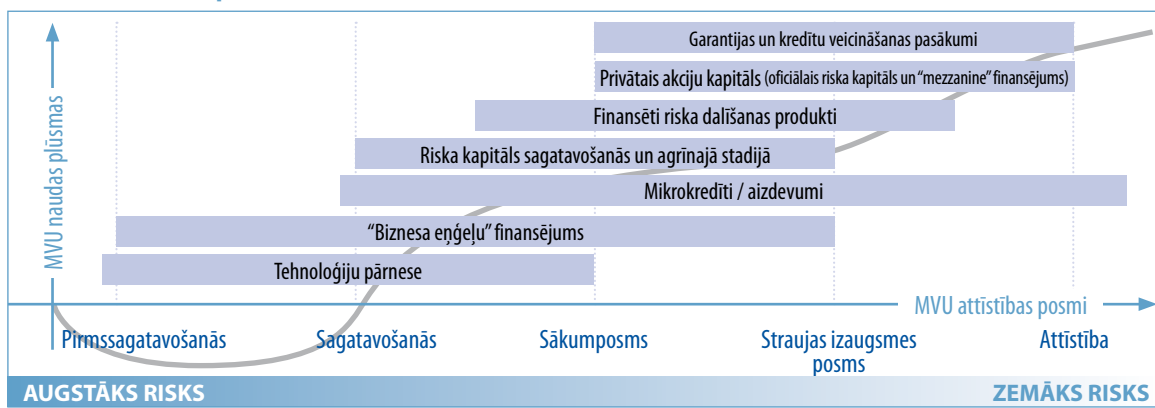 MVU naudas plūsmas
Garantijas un kredītu veicināšanas pasākumi
Privātais akciju kapitāls (oficiālais riska kapitāls un “mezzanine” finansējums)
Finansēti riska dalīšanas produkti
Riska kapitāls sagatavošanās un agrīnajā stadijā
Mikrokredīti / aizdevumi
“Biznesa eņģeļu” finansējums
Tehnoloģiju pārnese
MVU attīstības posmi
Pirmssagatavošanās
Sagatavošanās
Sākumposms
Straujas izaugsmes
posms
Attīstība
AUGSTĀKS RISKS
ZEMĀKS RISKS